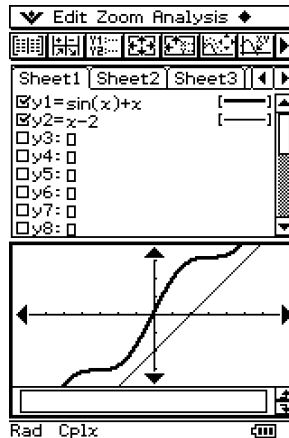 Edit Zoom Analysis
Sheet1 Sheet2 Sheet3
y1=sin(x)+x
y2=x-2
y3:
y4:
y5:
y6:
y7:
y8:
Rad Cplx